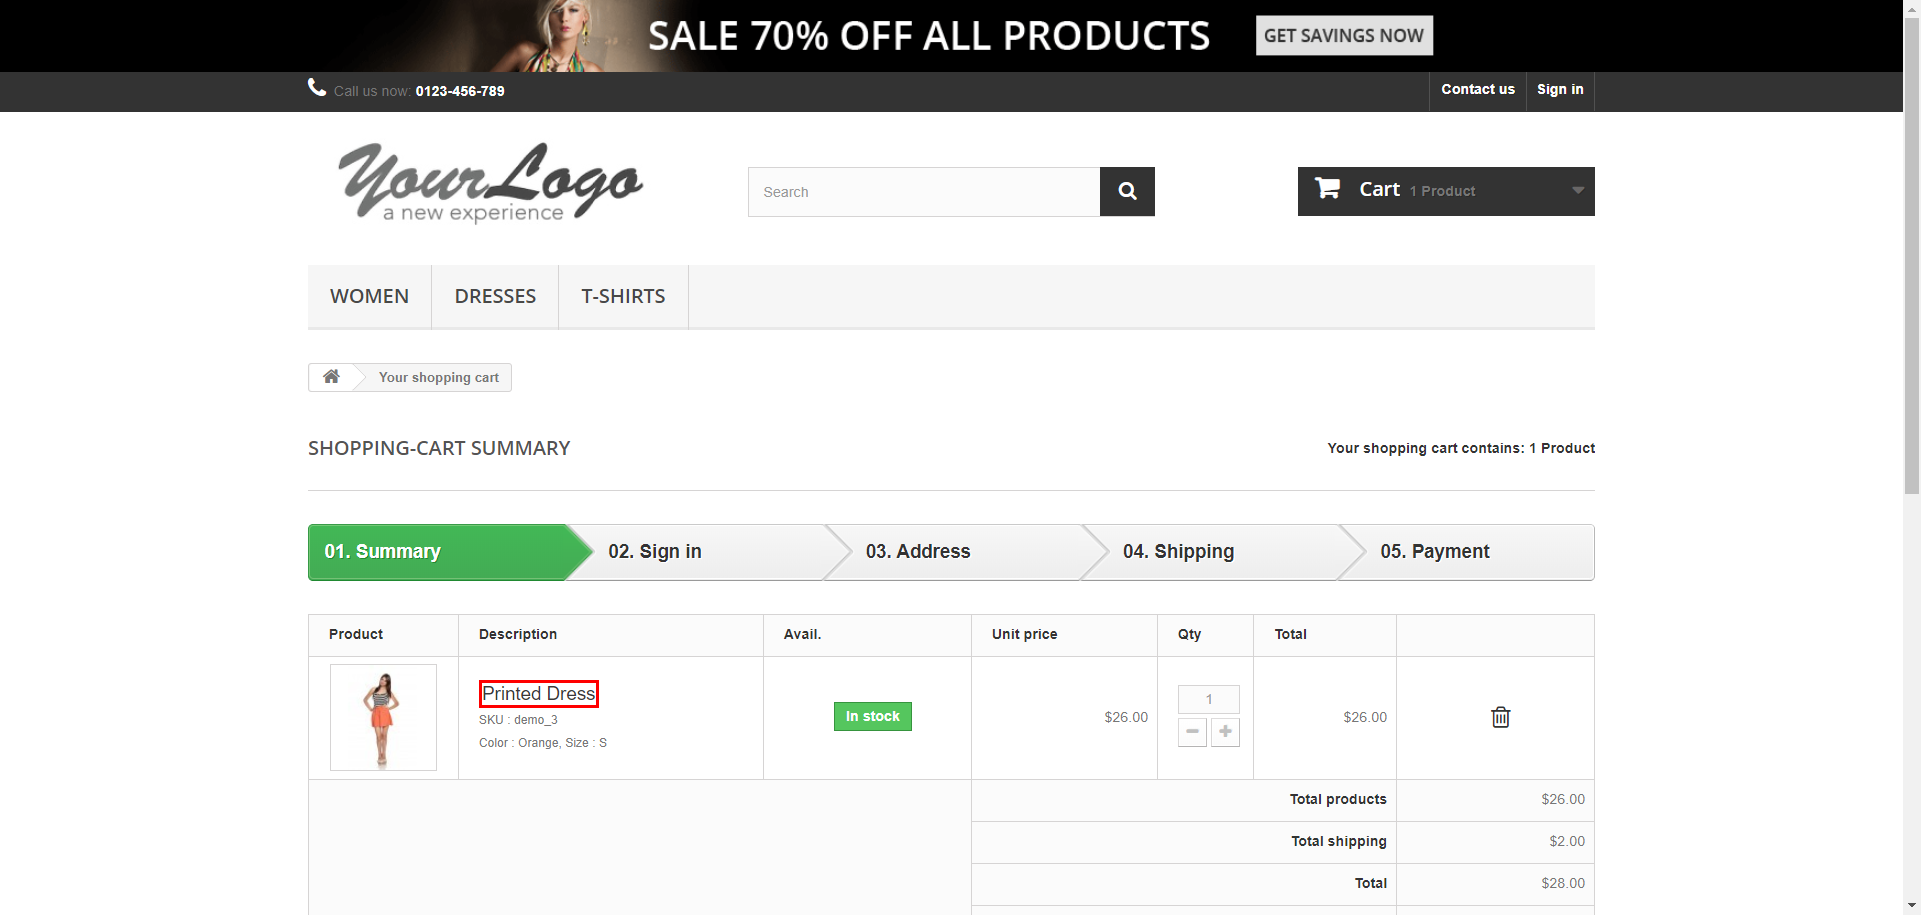 SALE 70% OFF ALL PRODUCTS GET SAVINGS NOW
Call us now: 0123-456-789 Contact us Sign in
YourLogo
a new experience
Search
Cart 1 Product
WOMEN DRESSES T-SHIRTS
Your shopping cart
SHOPPING-CART SUMMARY Your shopping cart contains: 1 Product
01. Summary 02. Sign in 03. Address 04. Shipping 05. Payment
Product Description Avail. Unit price Qty Total
Printed Dress
SKU : demo_3
Color : Orange, Size : S
In stock
$26.00
1
$26.00
Total products $26.00
Total shipping $2.00
Total $28.00